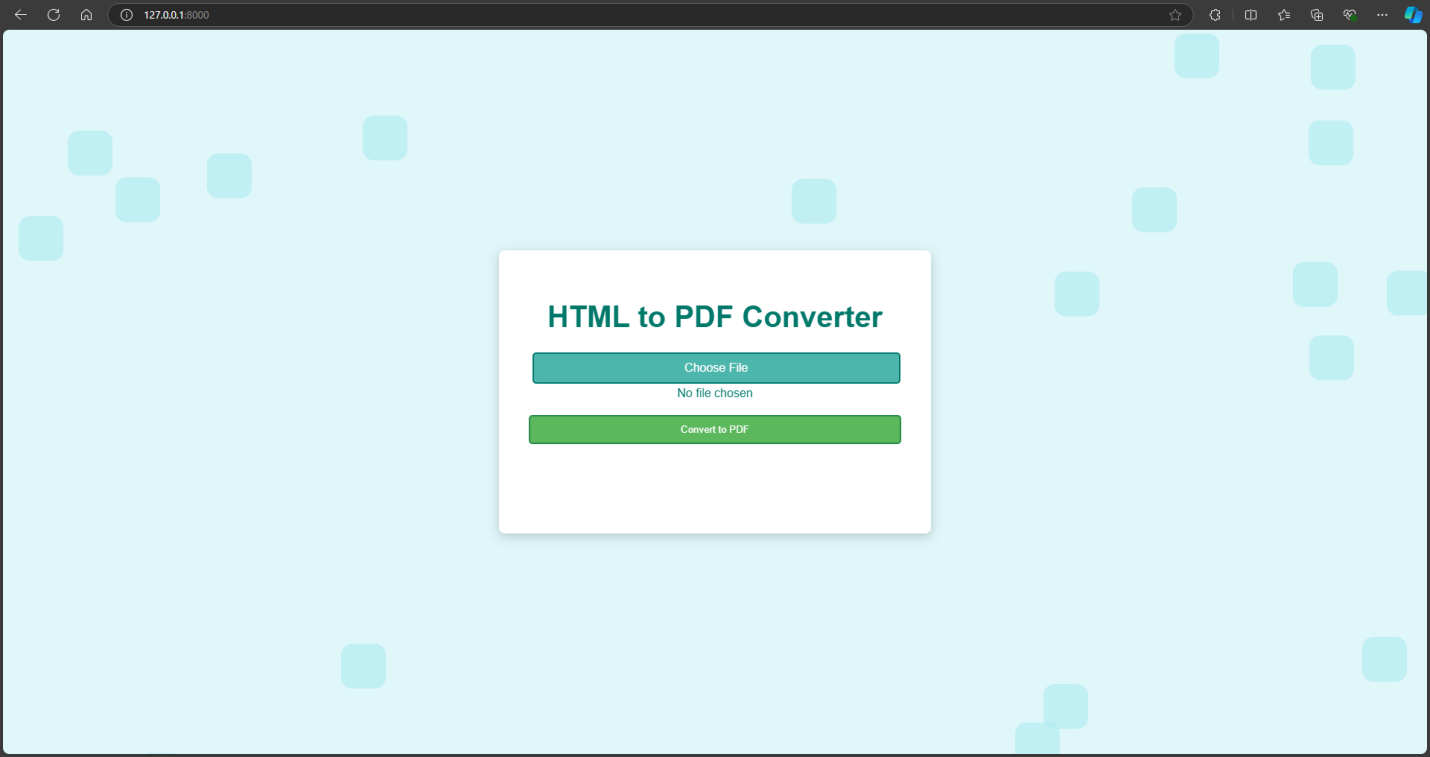 127.0.0.1:8000
HTML to PDF Converter
Choose File
No file chosen
Convert to PDF